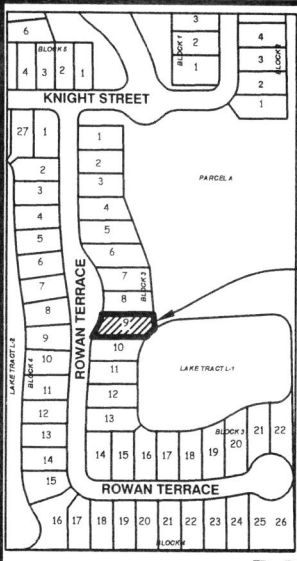 6
BLOCK 5
4 3 2 1
3
2
1
BLOCK 1
4
3
2
1
BLOCK 2
KNIGHT STREET
27 1
2
3
4
5
6
7
8
9
10
11
12
13
14
15
LAKE TRACT L-2
BLOCK 4
ROWAN TERRACE
1
2
3
4
5
6
7
8
9
10
11
12
13
BLOCK 3
PARCEL A
LAKE TRACT L-1
14 15 16 17 18 19 20 21 22
BLOCK 3
ROWAN TERRACE
16 17 18 19 20 21 22 23 24 25 26
BLOCK 4